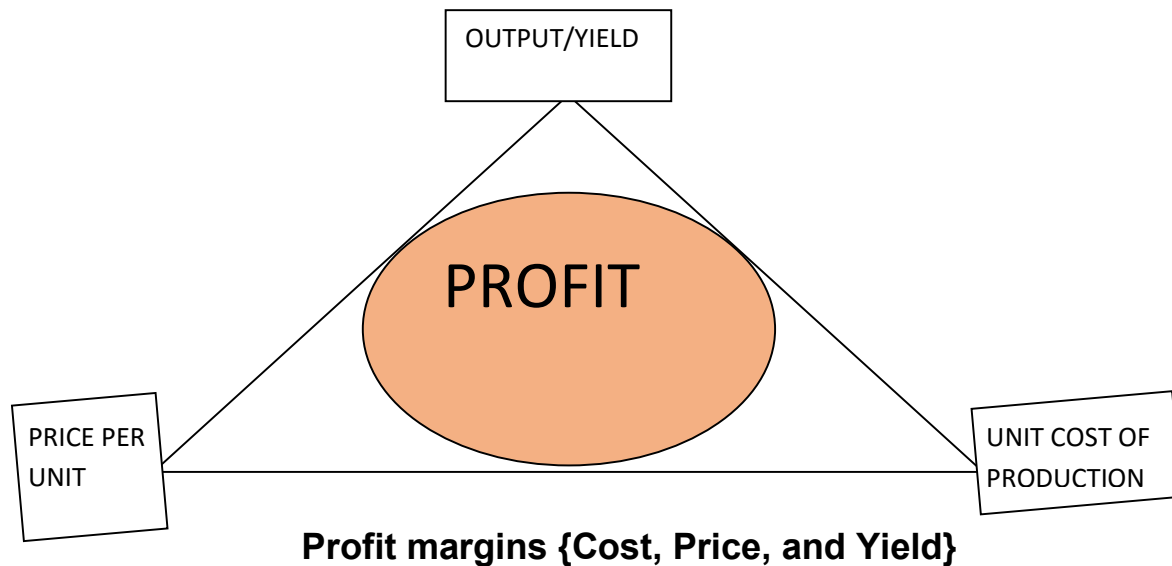 OUTPUT/YIELD
PROFIT
PRICE PER
UNIT
UNIT COST OF
PRODUCTION
Profit margins {Cost, Price, and Yield}